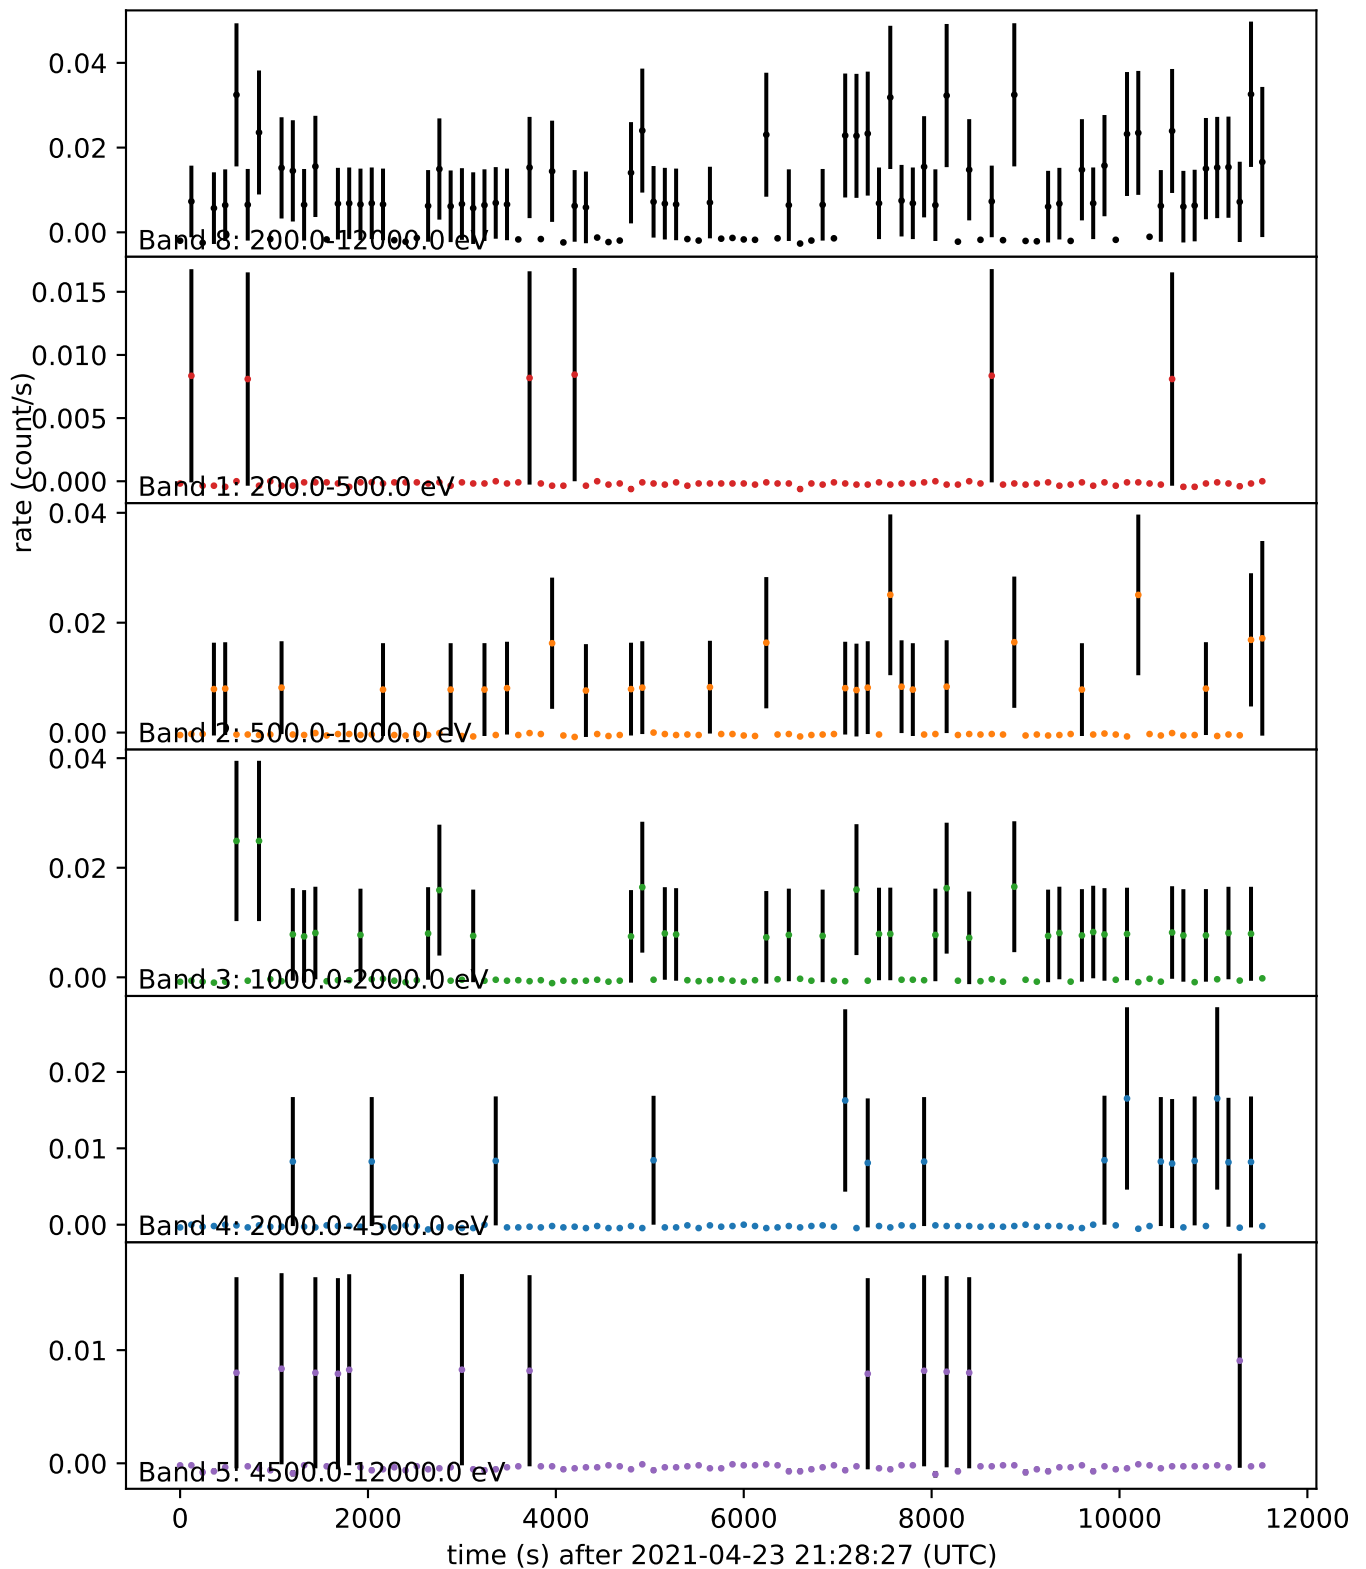 0.04
0.02
0.00
Band 8: 200.0-12000.0 eV
0.015
0.010
0.005
0.000
Band 1: 200.0-500.0 eV
rate (count/s)
0.04
0.02
0.00
Band 2: 500.0-1000.0 eV
0.04
0.02
0.00
Band 3: 1000.0-2000.0 eV
0.02
0.01
0.00
Band 4: 2000.0-4500.0 eV
0.01
0.00
Band 5: 4500.0-12000.0 eV
0 2000 4000 6000 8000 10000 12000
time (s) after 2021-04-23 21:28:27 (UTC)